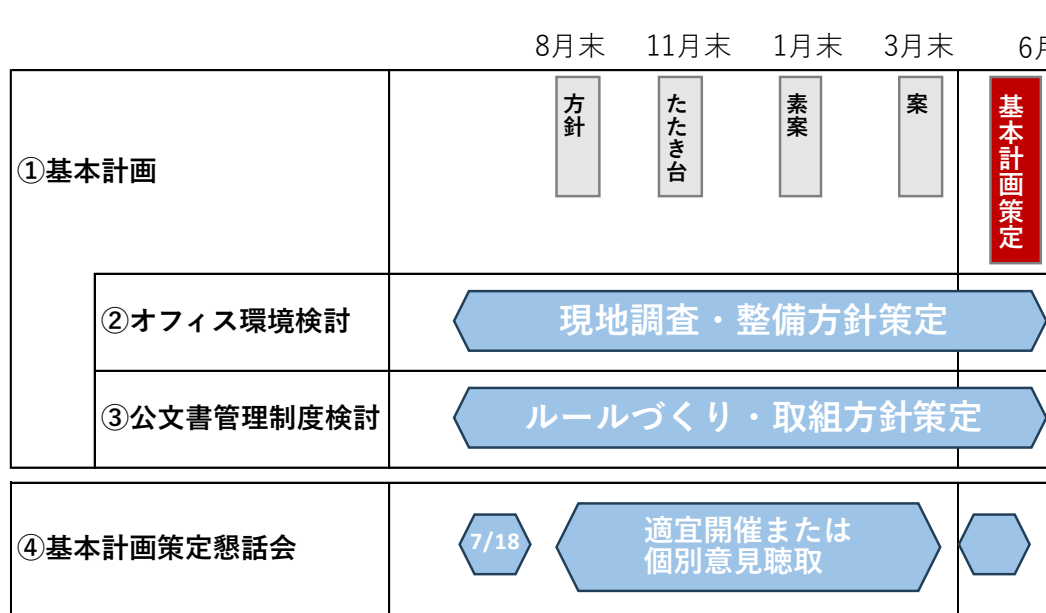 8月末 11月末 1月末 3月末 6月
①基本計画
方針
たたき台
素案
案
基本計画策定
②オフィス環境検討
現地調査・整備方針策定
③公文書管理制度検討
ルールづくり・取組方針策定
④基本計画策定懇話会
7/18
適宜開催または
個別意見聴取